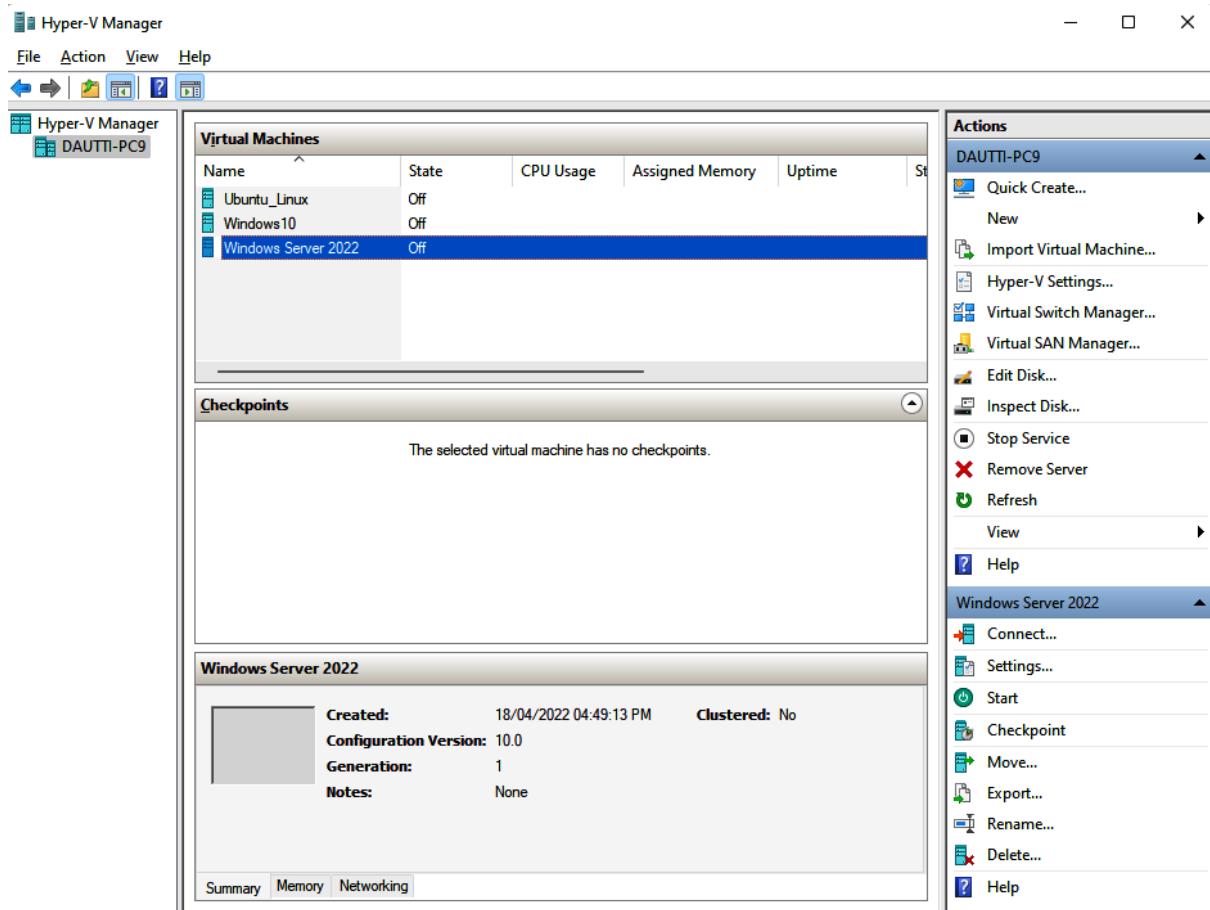 Hyper-V Manager
File Action View Help
Hyper-V Manager
DAUTTI-PC9
Virtual Machines
Name State CPU Usage Assigned Memory Uptime St
Ubuntu_Linux Off
Windows10 Off
Windows Server 2022 Off
Checkpoints
The selected virtual machine has no checkpoints.
Windows Server 2022
Created: 18/04/2022 04:49:13 PM Clustered: No
Configuration Version: 10.0
Generation: 1
Notes: None
Summary Memory Networking
Actions
DAUTTI-PC9
Quick Create...
New
Import Virtual Machine...
Hyper-V Settings...
Virtual Switch Manager...
Virtual SAN Manager...
Edit Disk...
Inspect Disk...
Stop Service
Remove Server
Refresh
View
Help
Windows Server 2022
Connect...
Settings...
Start
Checkpoint
Move...
Export...
Rename...
Delete...
Help